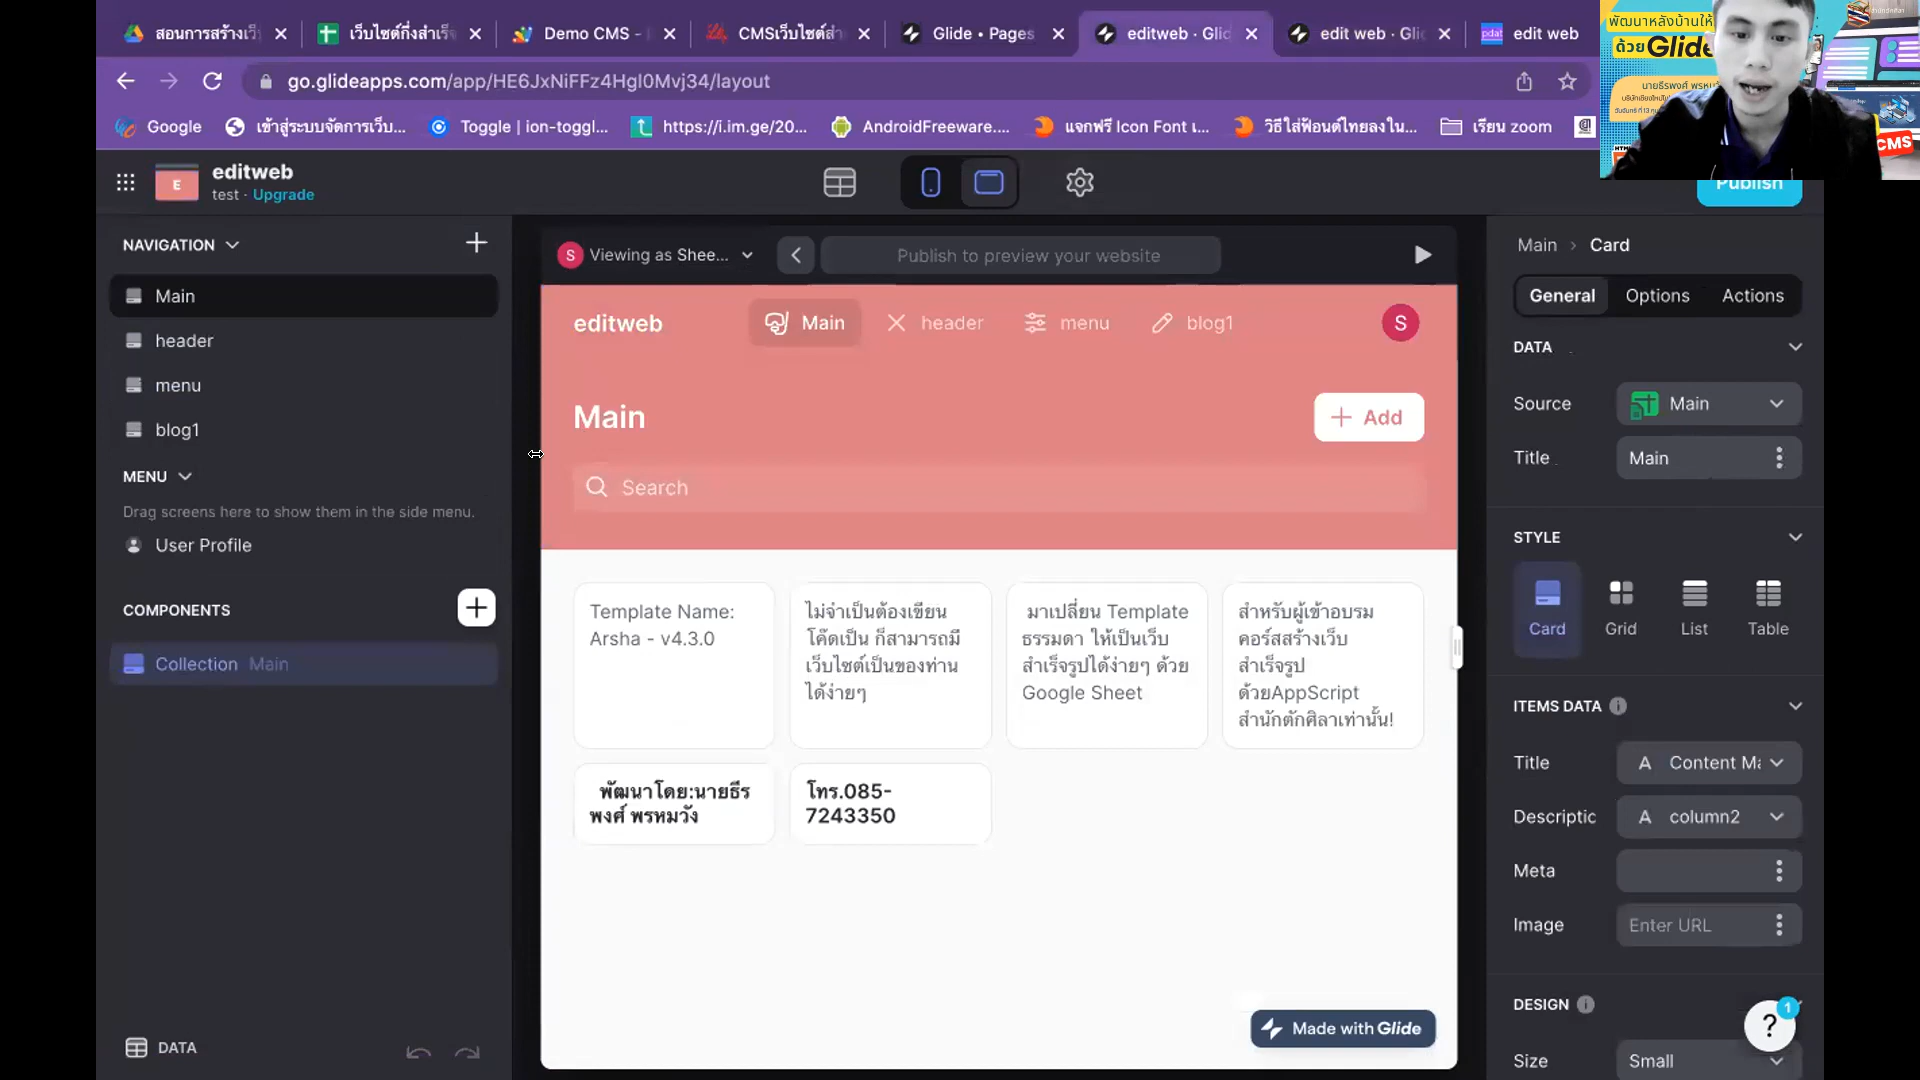 สอนการสร้างเว็
เว็บไซต์กึ่งสำเร็
Demo CMS -
CMSเว็บไซต์สำ
Glide • Pages
editweb · Glid
edit web · Gli
edit web
go.glideapps.com/app/HE6JxNiFFz4Hgl0Mvj34/layout
Google
เข้าสู่ระบบจัดการเว็บ...
Toggle | ion-toggl...
https://i.im.ge/20...
AndroidFreeware....
แจกฟรี Icon Font เ...
วิธีใส่ฟ้อนต์ไทยลงใน...
เรียน zoom
พัฒนาหลังบ้านให้
ด้วยGlide
CMS
E
editweb
test · Upgrade
Publish
NAVIGATION
Main
header
menu
blog1
MENU
Drag screens here to show them in the side menu.
User Profile
COMPONENTS
Collection Main
DATA
S
Viewing as Shee...
Publish to preview your website
editweb
Main
header
menu
blog1
S
Main
Add
Search
Template Name:
Arsha - v4.3.0
ไม่จำเป็นต้องเขียน
โค๊ดเป็น ก็สามารถมี
เว็บไซต์เป็นของท่าน
ได้ง่ายๆ
มาเปลี่ยน Template
ธรรมดา ให้เป็นเว็บ
สำเร็จรูปได้ง่ายๆ ด้วย
Google Sheet
สำหรับผู้เข้าอบรม
คอร์สสร้างเว็บ
สำเร็จรูป
ด้วยAppScript
สำนักตักศิลาเท่านั้น!
พัฒนาโดย:นายธีร
พงศ์ พรหมวัง
โทร.085-
7243350
Made with Glide
Main
Card
General
Options
Actions
DATA
Source
Main
Title
Main
STYLE
Card
Grid
List
Table
ITEMS DATA
Title
A Content Ma
Descriptic
A column2
Meta
Image
Enter URL
DESIGN
1
?
Size
Small